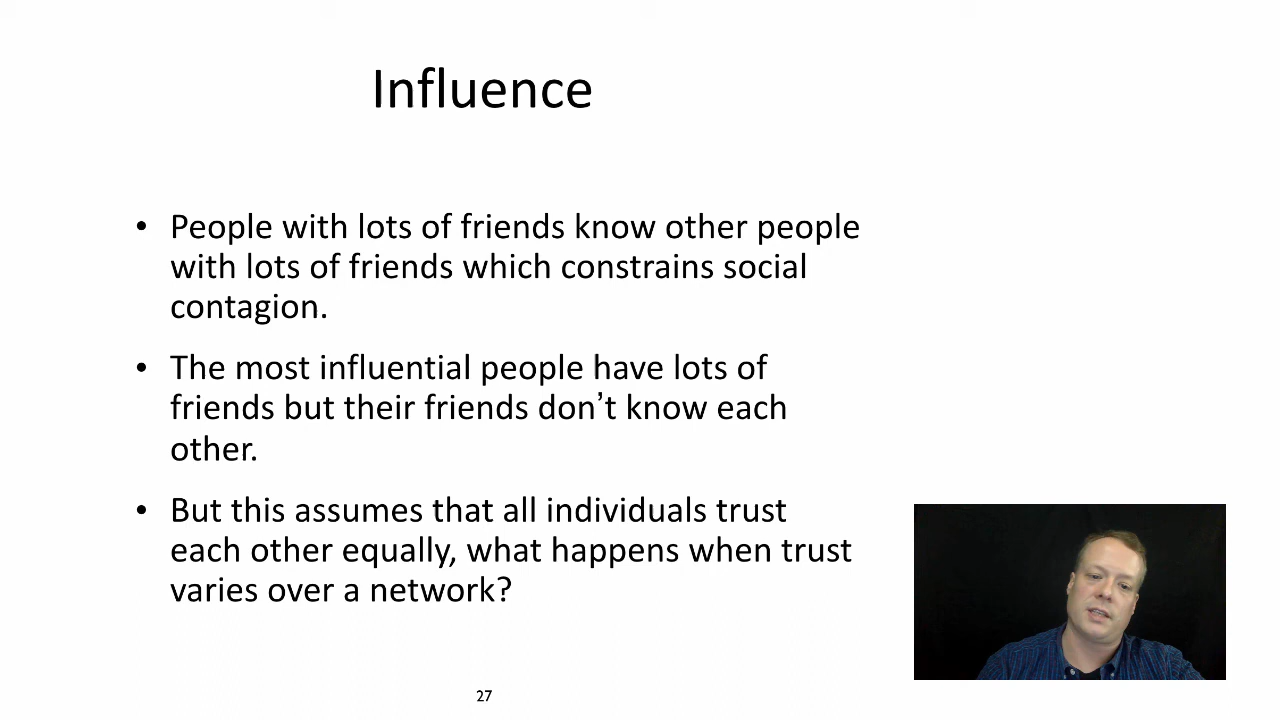 Influence
• People with lots of friends know other people
with lots of friends which constrains social
contagion.
• The most influential people have lots of
friends but their friends don’t know each
other.
• But this assumes that all individuals trust
each other equally, what happens when trust
varies over a network?
27